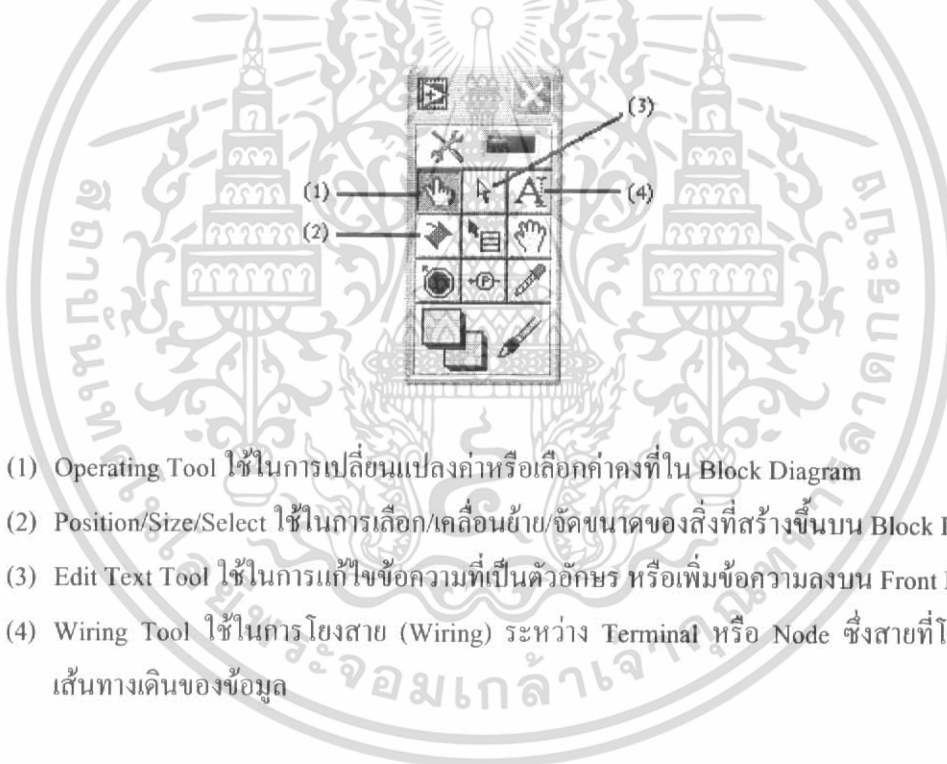 (3)
(1)
(4)
(2)
(1) Operating Tool ใช้ในการเปลี่ยนแปลงค่าหรือเลือกค่าคงที่ใน Block Diagram
(2) Position/Size/Select ใช้ในการเลือก/เคลื่อนย้าย/จัดขนาดของสิ่งที่สร้างขึ้นบน Block
(3) Edit Text Tool ใช้ในการแก้ไขข้อความที่เป็นตัวอักษร หรือเพิ่มข้อความลงบน Front
(4) Wiring Tool ใช้ในการโยงสาย (Wiring) ระหว่าง Terminal หรือ Node ซึ่งสายที่
เส้นทางเดินของข้อมูล